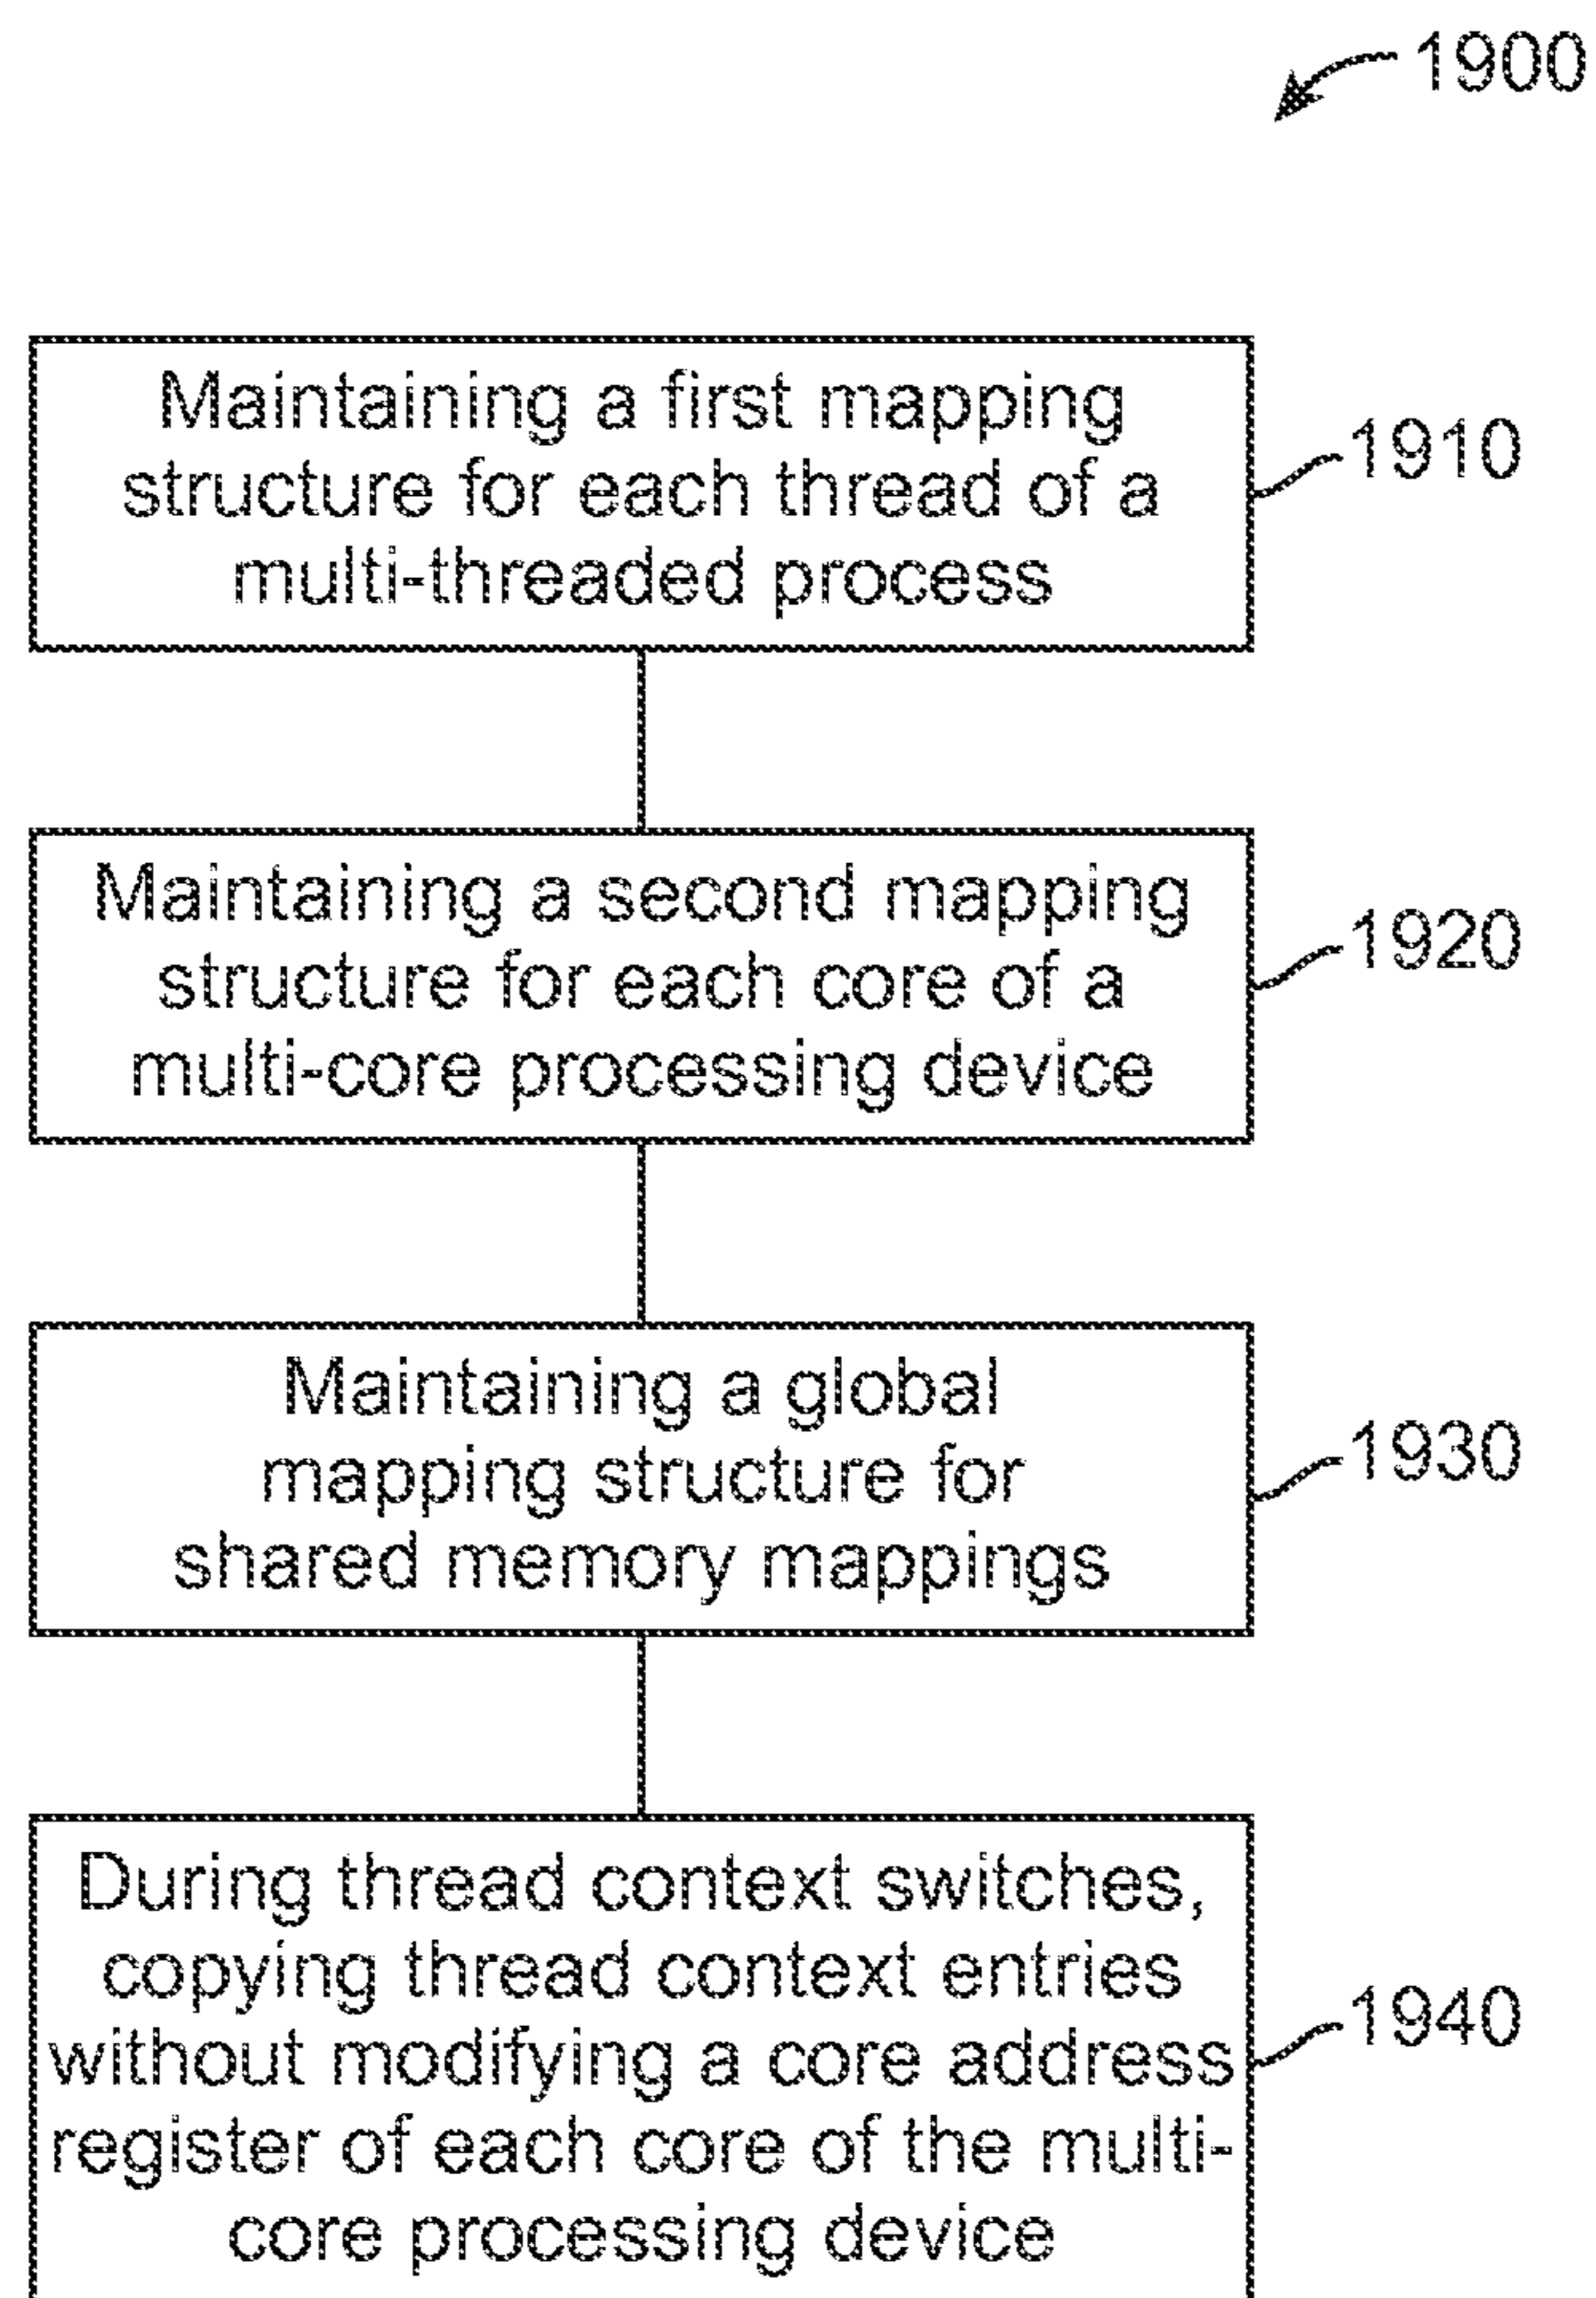 1900
Maintaining a first mapping
structure for each thread of a
multi-threaded process
1910
Maintaining a second mapping
structure for each core of a
multi-core processing device
1920
Maintaining a global
mapping structure for
shared memory mappings
1930
During thread context switches,
copying thread context entries
without modifying a core address
register of each core of the multi-
core processing device
1940